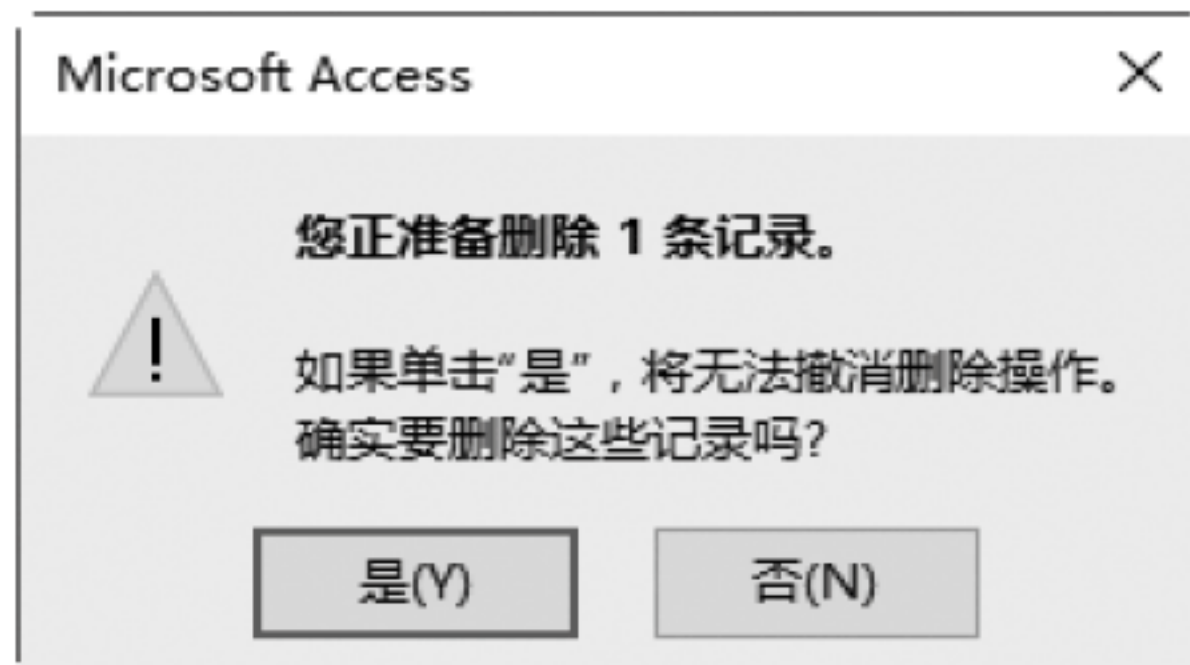 Microsoft Access
您正准备删除 1 条记录。
如果单击“是”，将无法撤消删除操作。
确实要删除这些记录吗?
是(Y)
否(N)